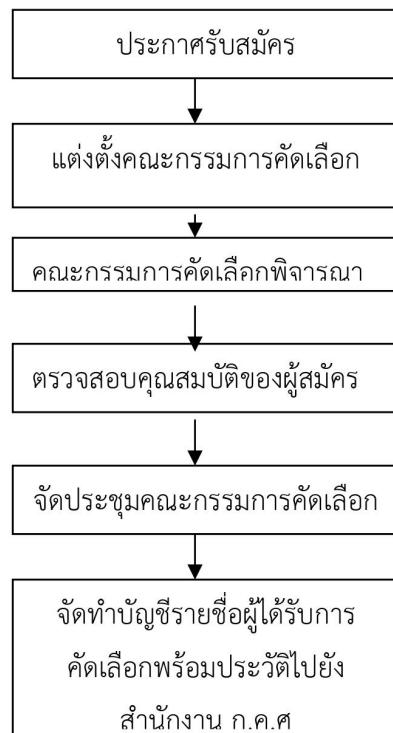 ประกาศรับสมัคร
แต่งตั้งคณะกรรมการคัดเลือก
คณะกรรมการคัดเลือกพิจารณา
ตรวจสอบคุณสมบัติของผู้สมัคร
จัดประชุมคณะกรรมการคัดเลือก
จัดทำบัญชีรายชื่อผู้ได้รับการ
คัดเลือกพร้อมประวัติไปยัง
สำนักงาน ก.ค.ศ